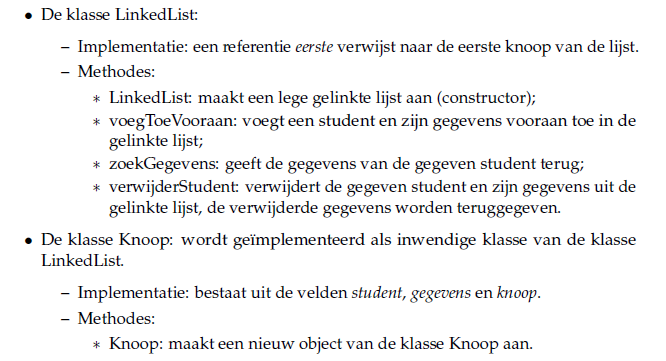 • De klasse LinkedList:
– Implementatie: een referentie eerste verwijst naar de eerste knoop van de lijst.
– Methodes:
∗ LinkedList: maakt een lege gelinkte lijst aan (constructor);
∗ voegToeVooraan: voegt een student en zijn gegevens vooraan toe in de
gelinkte lijst;
∗ zoekGegevens: geeft de gegevens van de gegeven student terug;
∗ verwijderStudent: verwijdert de gegeven student en zijn gegevens uit de
gelinkte lijst, de verwijderde gegevens worden teruggegeven.
• De klasse Knoop: wordt geïmplementeerd als inwendige klasse van de klasse
LinkedList.
– Implementatie: bestaat uit de velden student, gegevens en knoop.
– Methodes:
∗ Knoop: maakt een nieuw object van de klasse Knoop aan.